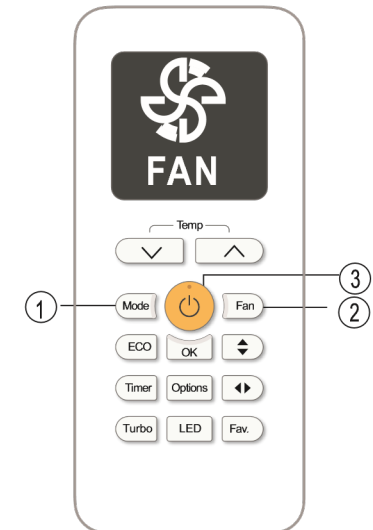 FAN
Temp
3
1 Mode Fan 2
ECO OK
Timer Options
Turbo LED Fav.